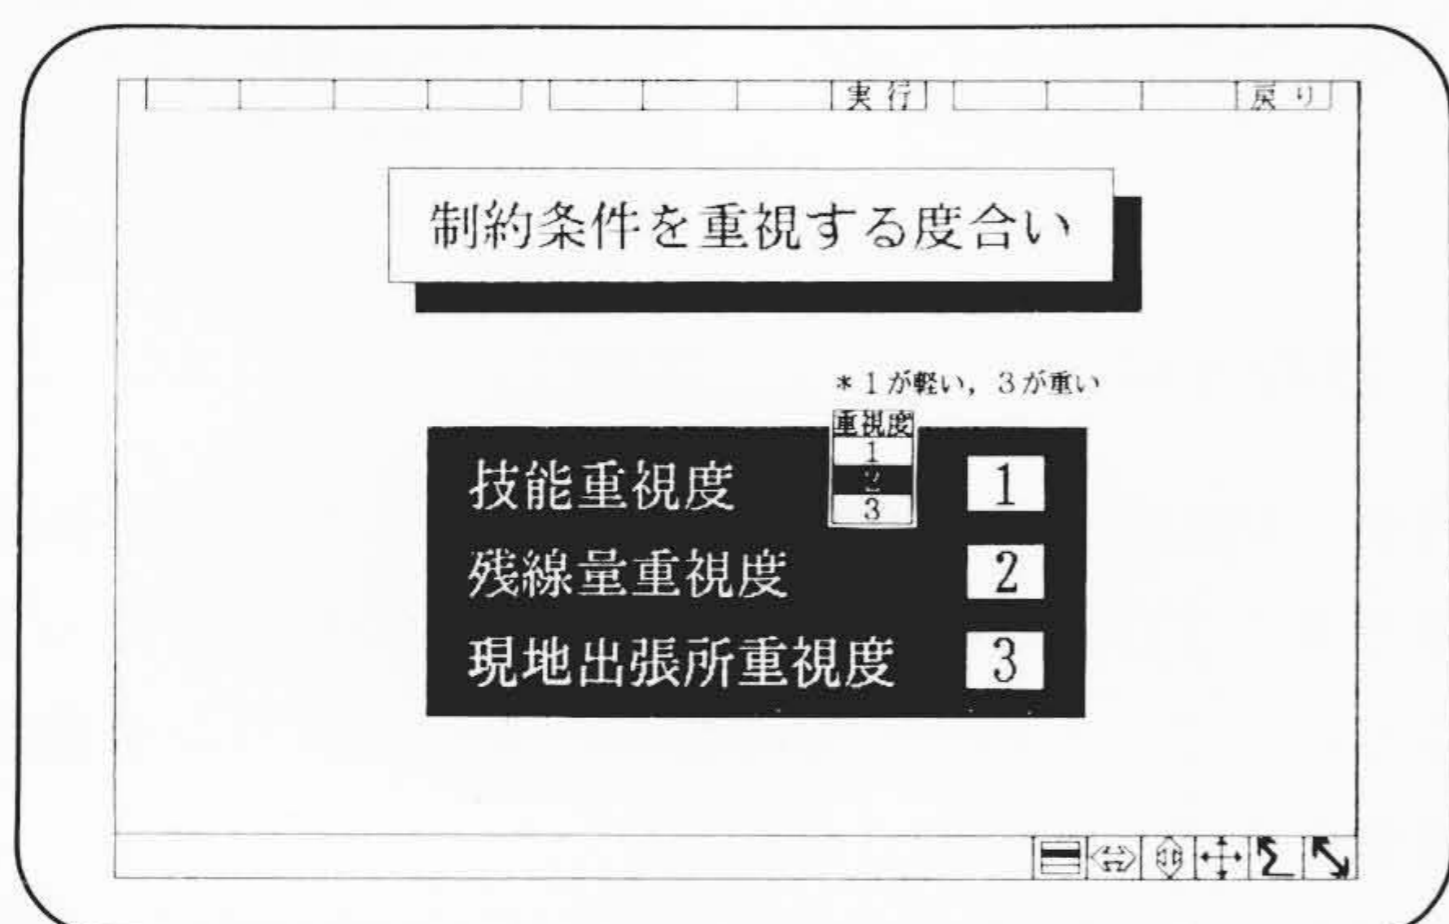 実行 戻り
制約条件を重視する度合い
*1が軽い，3が重い
重視度
1
2
3
技能重視度 1
残線量重視度 2
現地出張所重視度 3